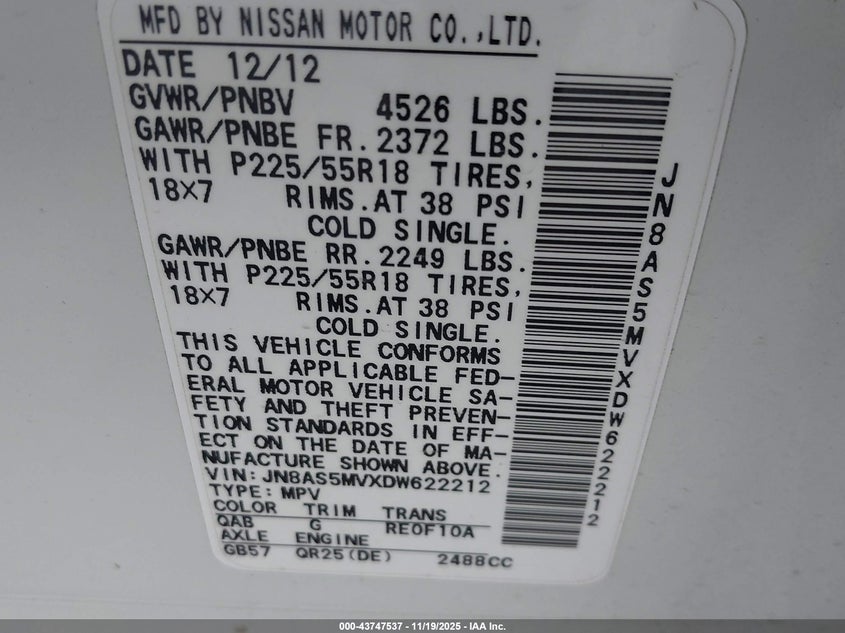 MFD BY NISSAN MOTOR CO.,LTD.
DATE 12/12
GVWR/PNBV 4526 LBS.
GAWR/PNBE FR. 2372 LBS.
WITH P225/55R18 TIRES,
18X7 RIMS.AT 38 PSI
COLD SINGLE.
GAWR/PNBE RR. 2249 LBS.
WITH P225/55R18 TIRES,
18X7 RIMS.AT 38 PSI
COLD SINGLE.
THIS VEHICLE CONFORMS
TO ALL APPLICABLE FED-
ERAL MOTOR VEHICLE SA-
FETY AND THEFT PREVEN-
TION STANDARDS IN EFF-
ECT ON THE DATE OF MA-
NUFACTURE SHOWN ABOVE.
VIN: JN8AS5MVXDW622212
TYPE: MPV
COLOR TRIM TRANS
QAB G RE0F10A
AXLE ENGINE
GB57 QR25(DE) 2488CC
JN8AS5MVXDW622212
000-43747537 - 11/19/2025 - IAA Inc.